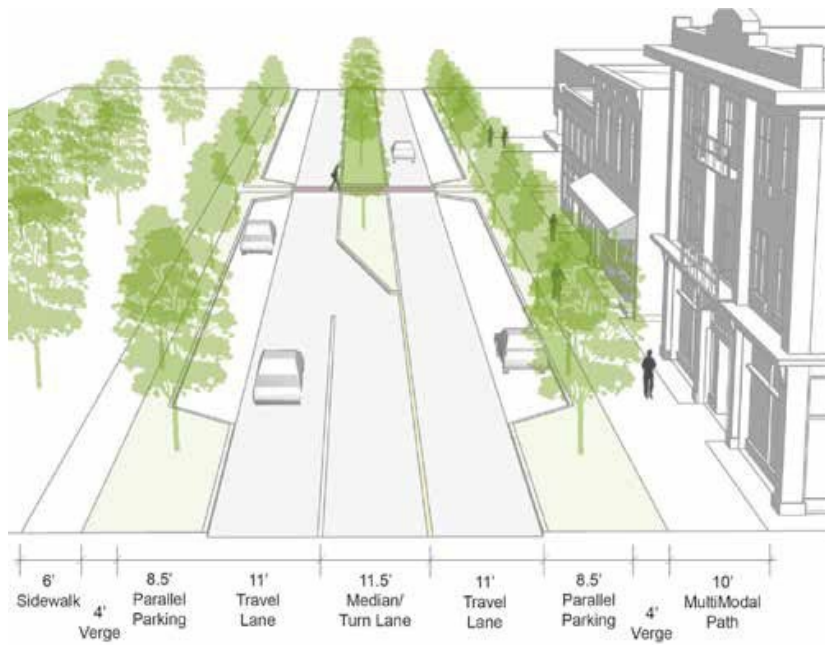 6'
Sidewalk
4'
Verge
8.5'
Parallel
Parking
11'
Travel
Lane
11.5'
Median/
Turn Lane
11'
Travel
Lane
8.5'
Parallel
Parking
4'
Verge
10'
MultiModal
Path